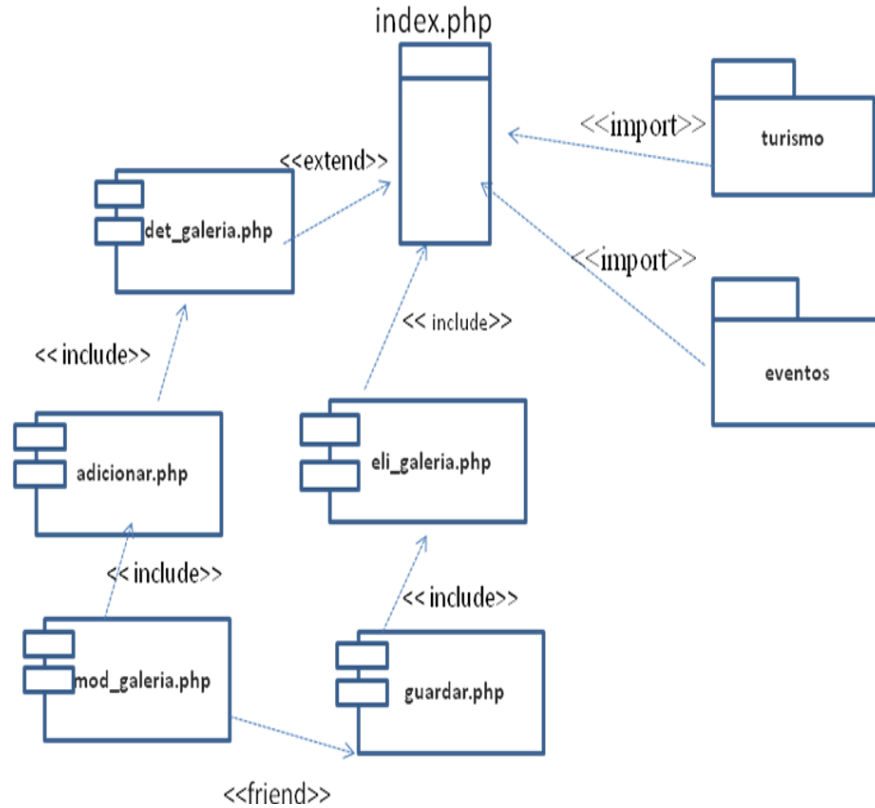 index.php
<<import>>
turismo
<<extend>>
det_galeria.php
<<import>>
<< include>>
<< include>>
eventos
adicionar.php
eli_galeria.php
<< include>>
<< include>>
mod_galeria.php
guardar.php
<<friend>>